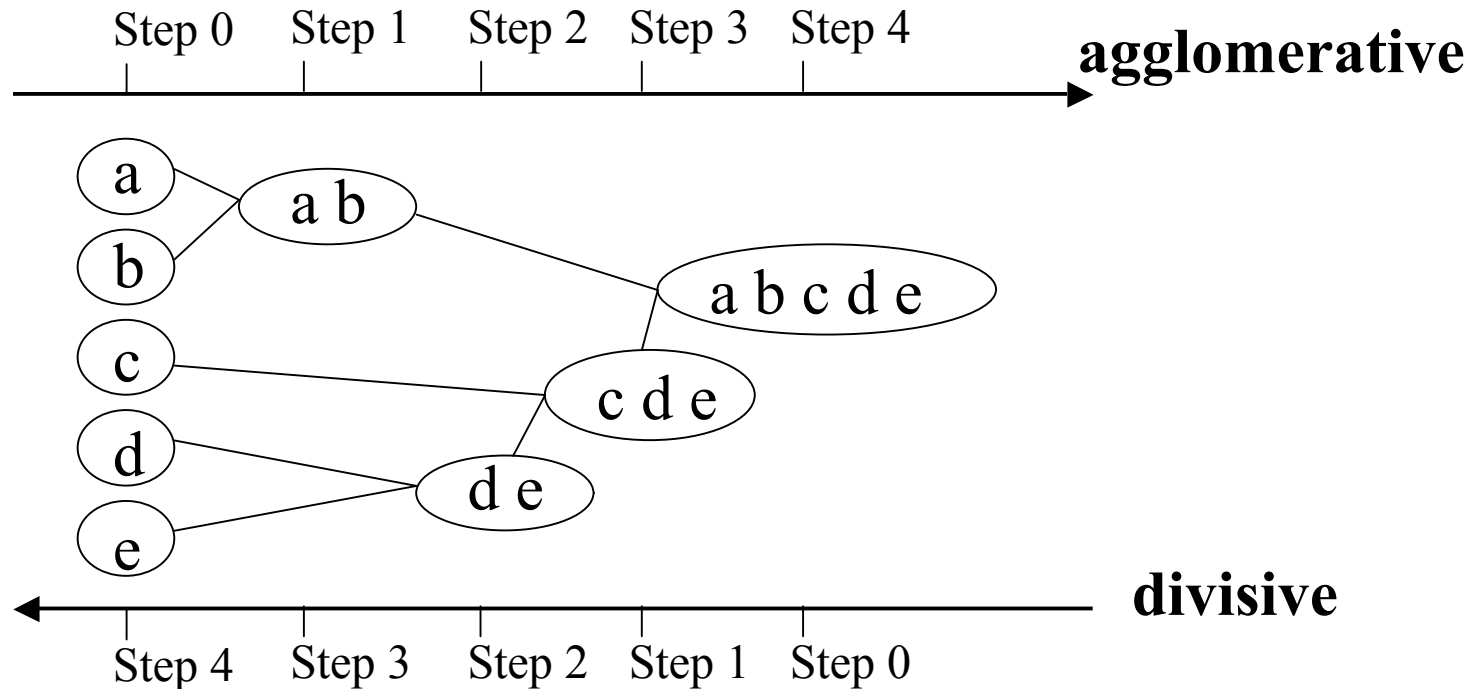 Step 0 Step 1 Step 2 Step 3 Step 4
agglomerative
a
a b
b
a b c d e
c
c d e
d
d e
e
divisive
Step 4 Step 3 Step 2 Step 1 Step 0